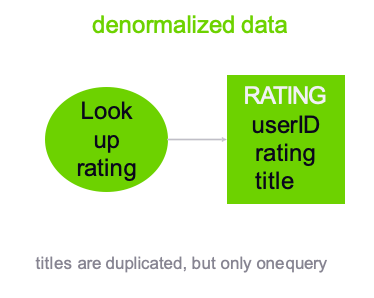 denormalized data
Look
up
rating
RATING
userID
rating
title
titles are duplicated, but only onequery